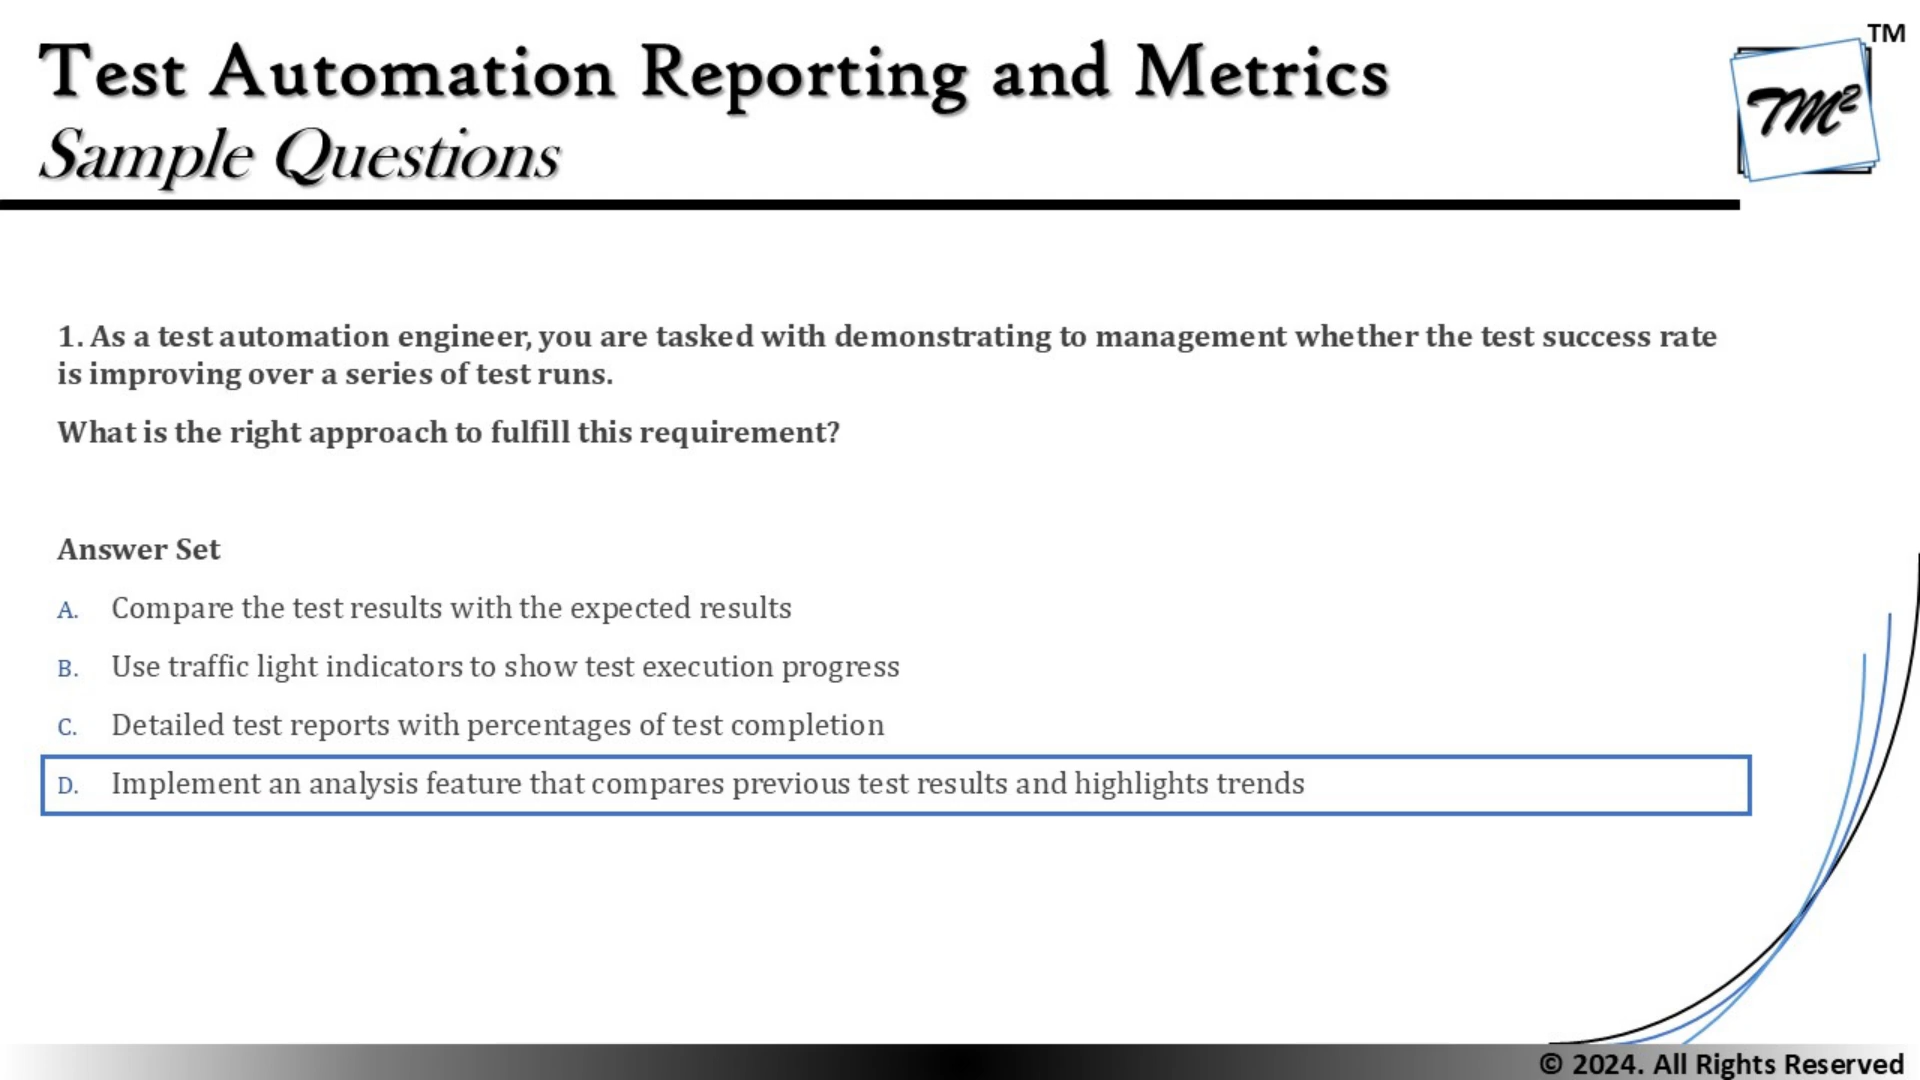 Test Automation Reporting and Metrics
TM
Sample Questions
TM²
1. As a test automation engineer, you are tasked with demonstrating to management whether the test success rate
is improving over a series of test runs.
What is the right approach to fulfill this requirement?
Answer Set
A. Compare the test results with the expected results
B. Use traffic light indicators to show test execution progress
C. Detailed test reports with percentages of test completion
D. Implement an analysis feature that compares previous test results and highlights trends
© 2024. All Rights Reserved